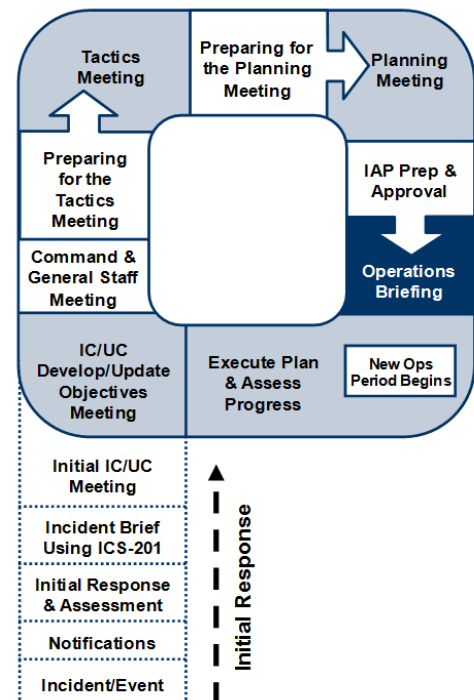 Tactics
Meeting
Preparing for
the Planning
Meeting
Planning
Meeting
Preparing
for the
Tactics
Meeting
IAP Prep &
Approval
Command &
General Staff
Meeting
Operations
Briefing
IC/UC
Develop/Update
Objectives
Meeting
Execute Plan
& Assess
Progress
New Ops
Period Begins
Initial IC/UC
Meeting
Incident Brief
Using ICS-201
Initial Response
& Assessment
Notifications
Incident/Event
Initial Response